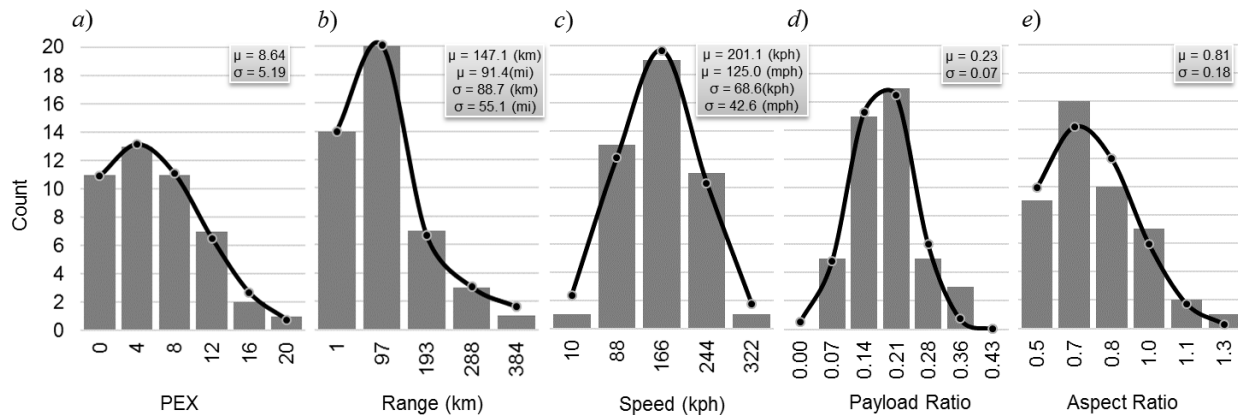 a)
b)
c)
d)
e)
Count
20
18
16
14
12
10
8
6
4
2
0
μ = 8.64
σ = 5.19
0 4 8 12 16 20
PEX
μ = 147.1 (km)
μ = 91.4(mi)
σ = 88.7 (km)
σ = 55.1 (mi)
1 97 193 288 384
Range (km)
μ = 201.1 (kph)
μ = 125.0 (mph)
σ = 68.6(kph)
σ = 42.6 (mph)
10 88 166 244 322
Speed (kph)
μ = 0.23
σ = 0.07
0.00 0.07 0.14 0.21 0.28 0.36 0.43
Payload Ratio
μ = 0.81
σ = 0.18
0.5 0.7 0.8 1.0 1.1 1.3
Aspect Ratio